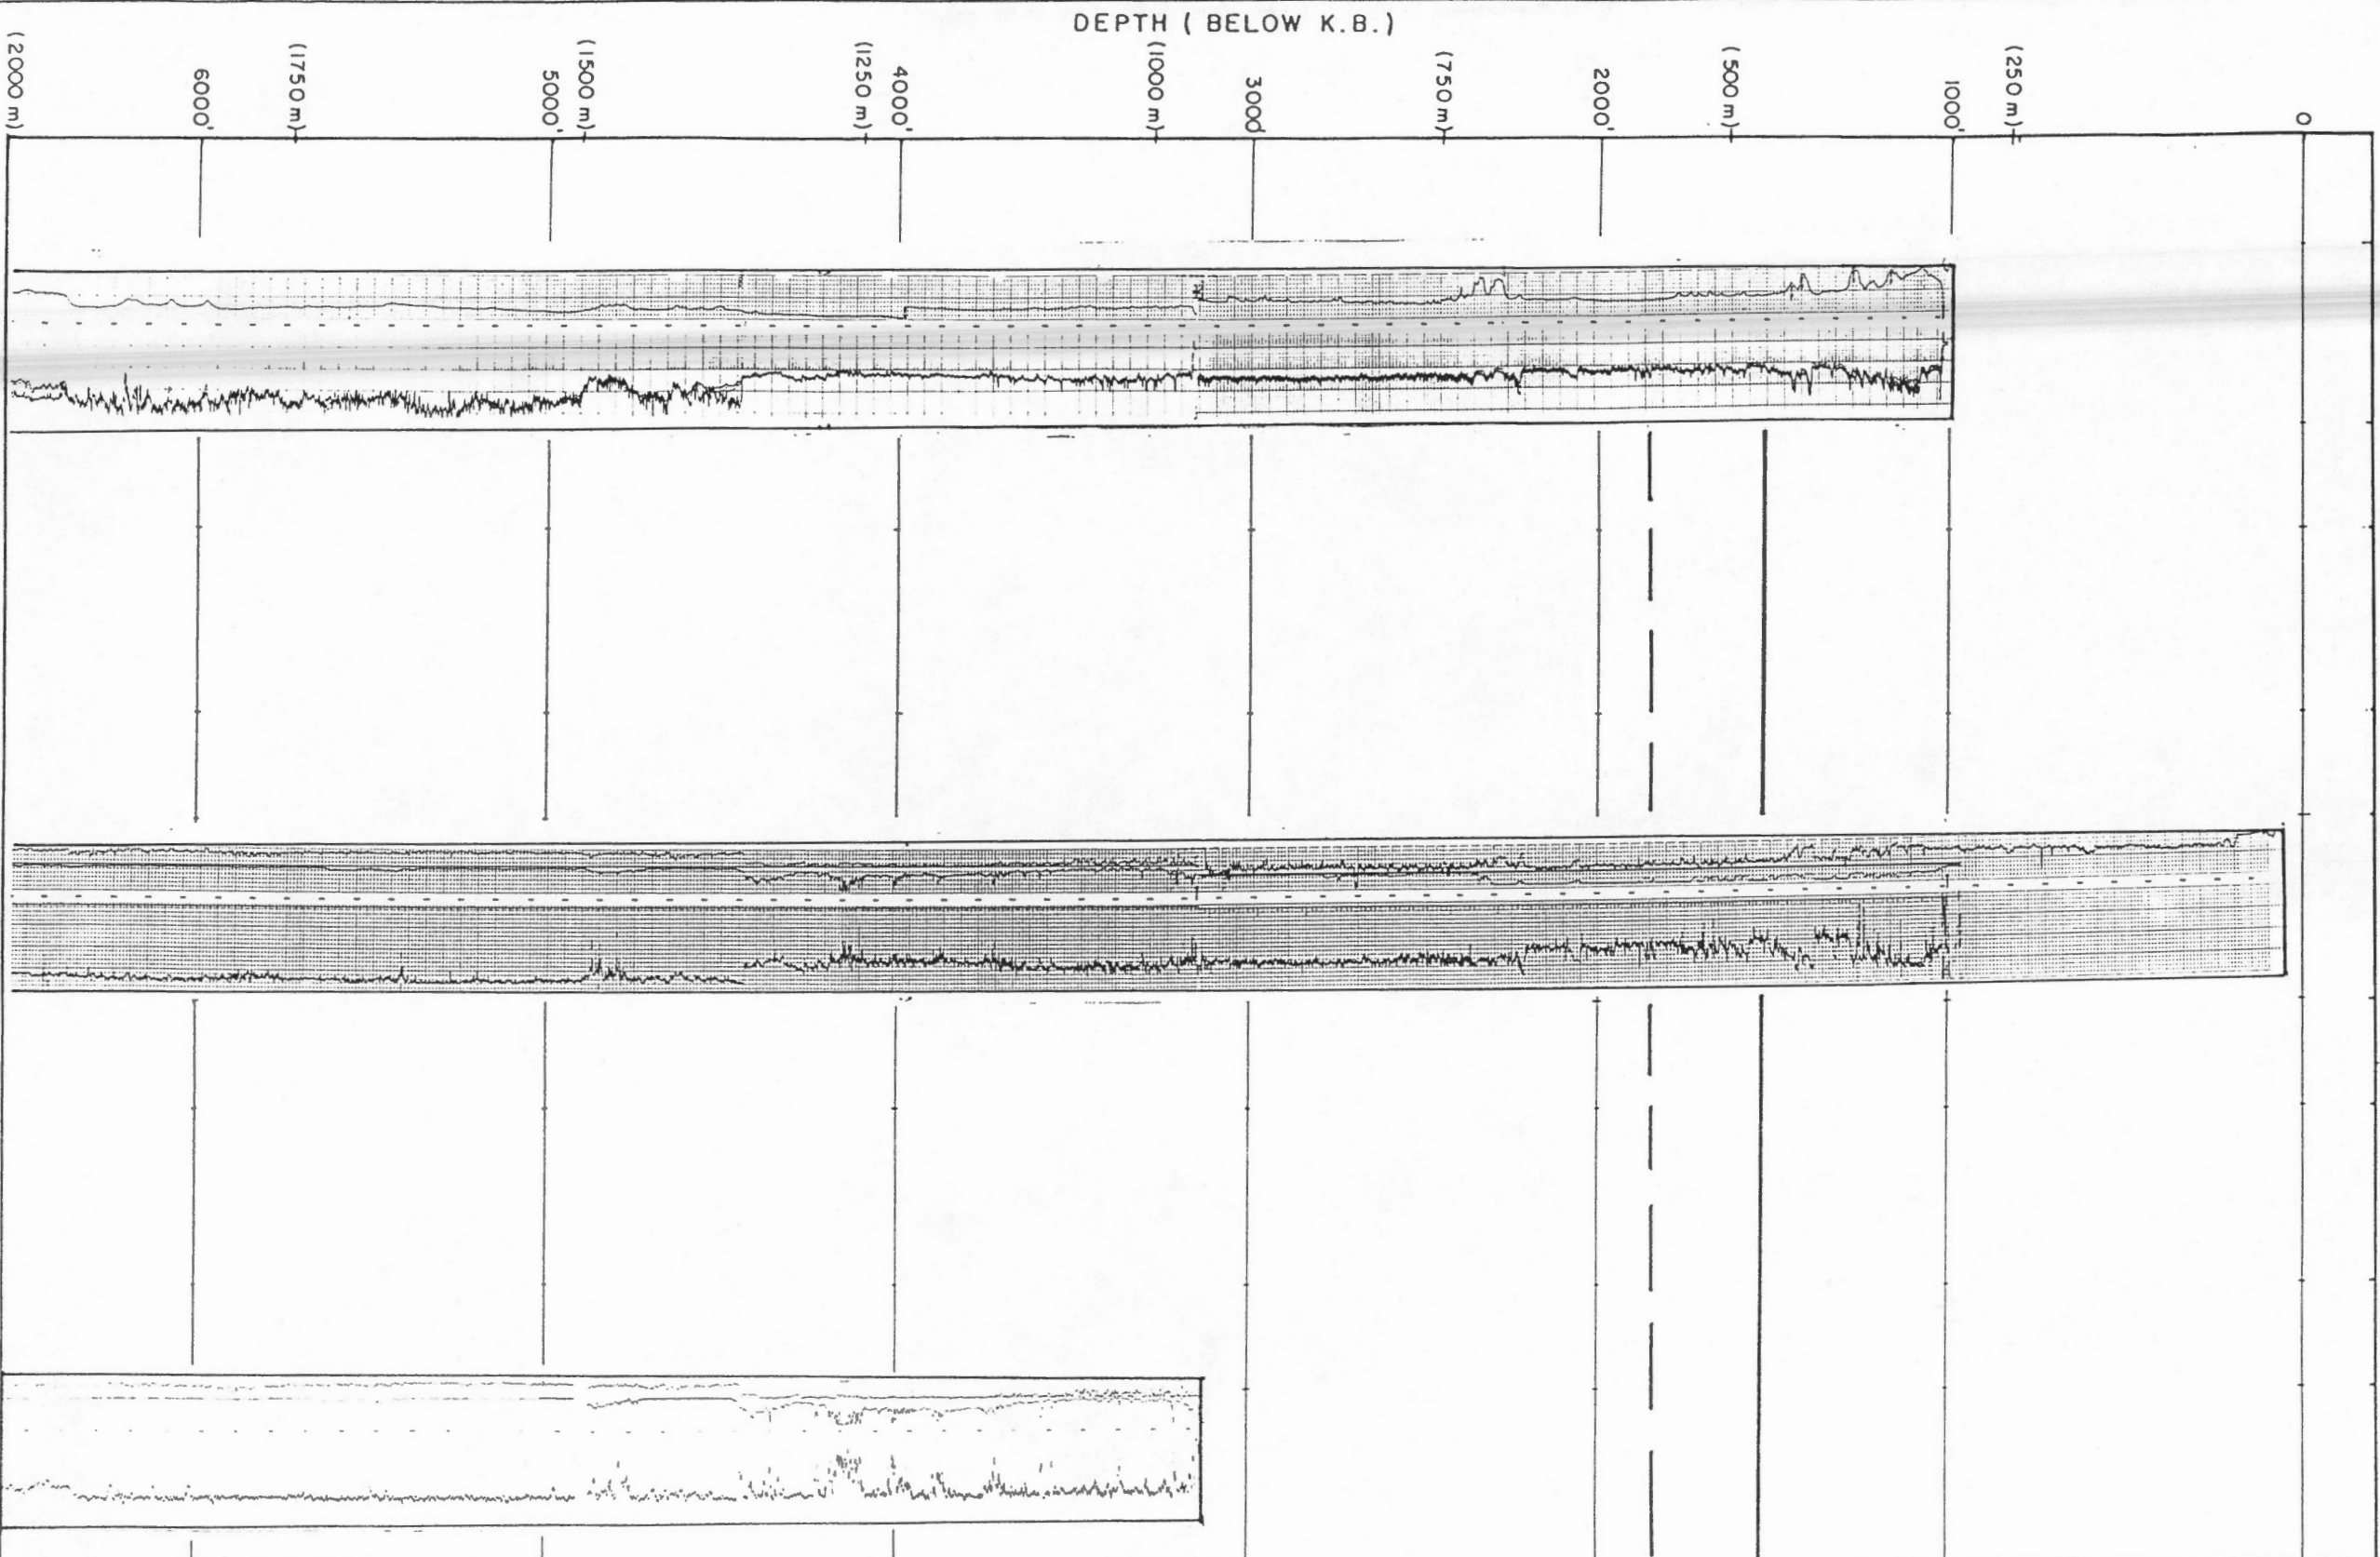 DEPTH ( BELOW K.B.)
(2000 m)
6000'
(1750 m)
5000'
(1500 m)
(1250 m)
4000'
(1000 m)
3000'
(750 m)
2000'
(500 m)
1000'
(250 m)
0